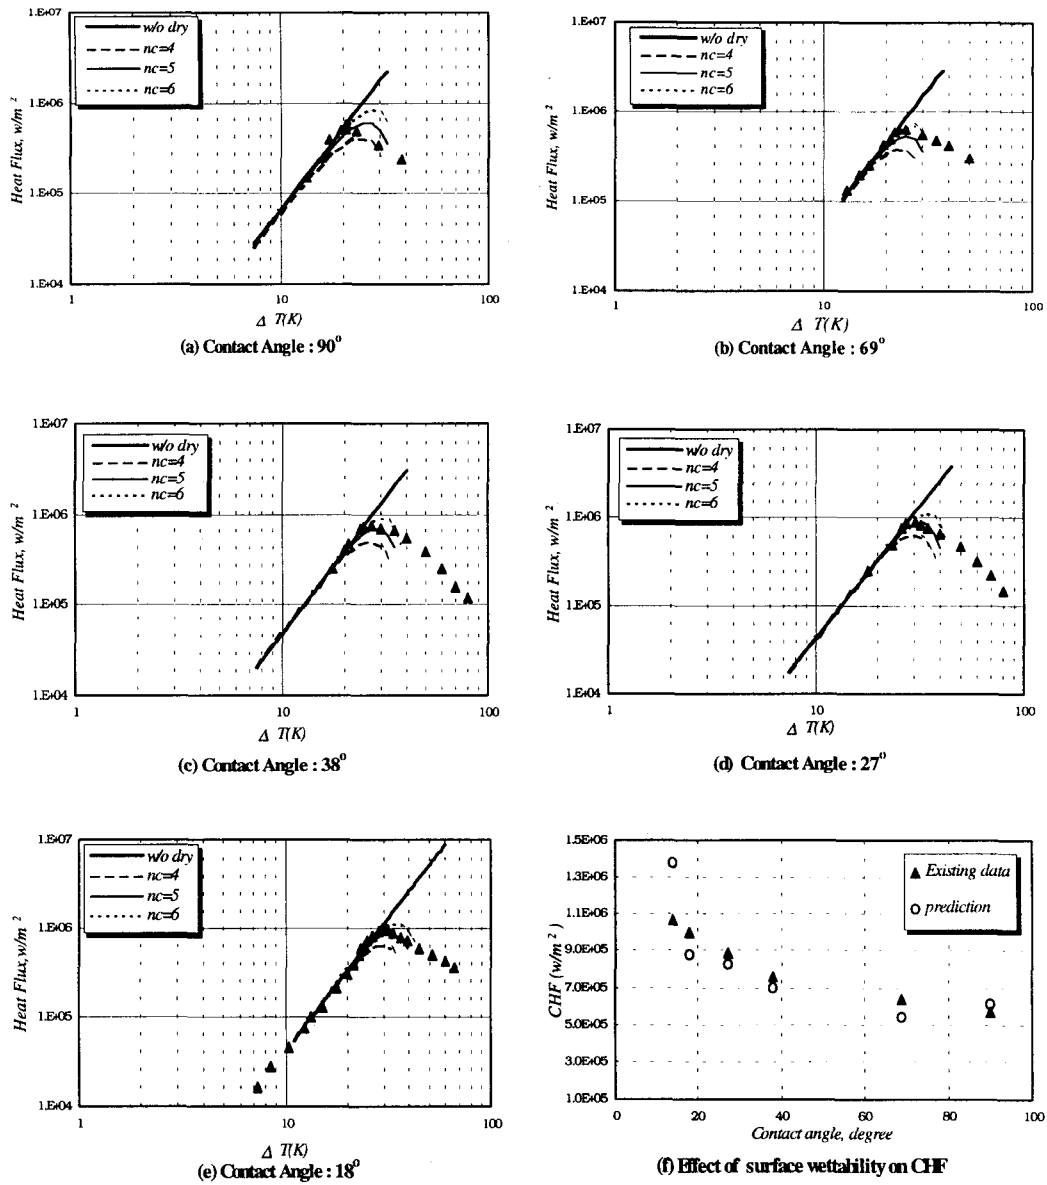 1.E+07
w/o dry
nc=4
nc=5
nc=6
1.E+06
1.E+05
1.E+04
Heat Flux, w/m²
1
10
100
Δ T(K)
(a) Contact Angle : 90°
1.E+07
w/o dry
nc=4
nc=5
nc=6
1.E+06
1.E+05
1.E+04
Heat Flux, w/m²
1
10
100
Δ T(K)
(b) Contact Angle : 69°
1.E+07
w/o dry
nc=4
nc=5
nc=6
1.E+06
1.E+05
1.E+04
Heat Flux, w/m²
1
10
100
Δ T(K)
(c) Contact Angle : 38°
1.E+07
w/o dry
nc=4
nc=5
nc=6
1.E+06
1.E+05
1.E+04
Heat Flux, w/m²
1
10
100
Δ T(K)
(d) Contact Angle : 27°
1.E+07
w/o dry
nc=4
nc=5
nc=6
1.E+06
1.E+05
1.E+04
Heat Flux,w/m²
1
10
100
Δ T(K)
(e) Contact Angle : 18°
1.5E+06
1.3E+06
1.1E+06
9.0E+05
7.0E+05
5.0E+05
3.0E+05
1.0E+05
CHF (w/m²)
Existing data
prediction
0
20
40
60
80
100
Contact angle, degree
(f) Effect of surface wettability on CHF